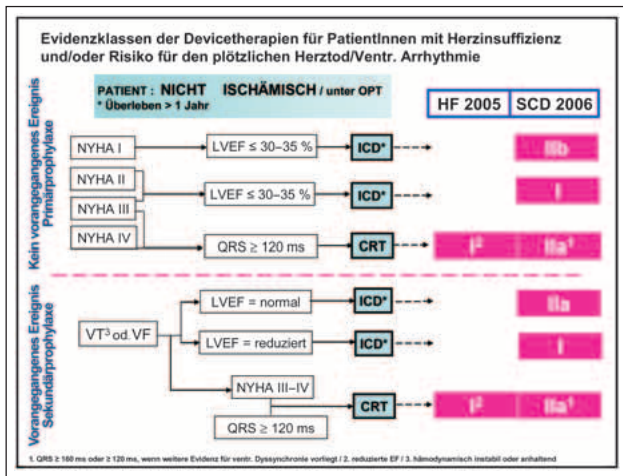 Evidenzklassen der Devicetherapien für PatientInnen mit Herzinsuffizienz
und/oder Risiko für den plötzlichen Herztod/Ventr. Arrhythmie
PATIENT : NICHT ISCHÄMISCH / unter OPT
* Überleben > 1 Jahr
HF 2005 SCD 2006
Kein vorangegangenes Ereignis
Primärprophylaxe
NYHA I LVEF ≤ 30–35 % ICD* IIb
NYHA II
LVEF ≤ 30–35 % ICD* I
NYHA III
NYHA IV
QRS ≥ 120 ms CRT I² IIa¹
Vorangegangenes Ereignis
Sekundärprophylaxe
LVEF = normal ICD* IIa
VT³ od. VF
LVEF = reduziert ICD* I
NYHA III–IV
CRT I² IIa¹
QRS ≥ 120 ms
1. QRS ≥ 160 ms oder ≥ 120 ms, wenn weitere Evidenz für ventr. Dyssynchronie vorliegt / 2. reduzierte EF / 3. hämodynamisch instabil oder anhaltend